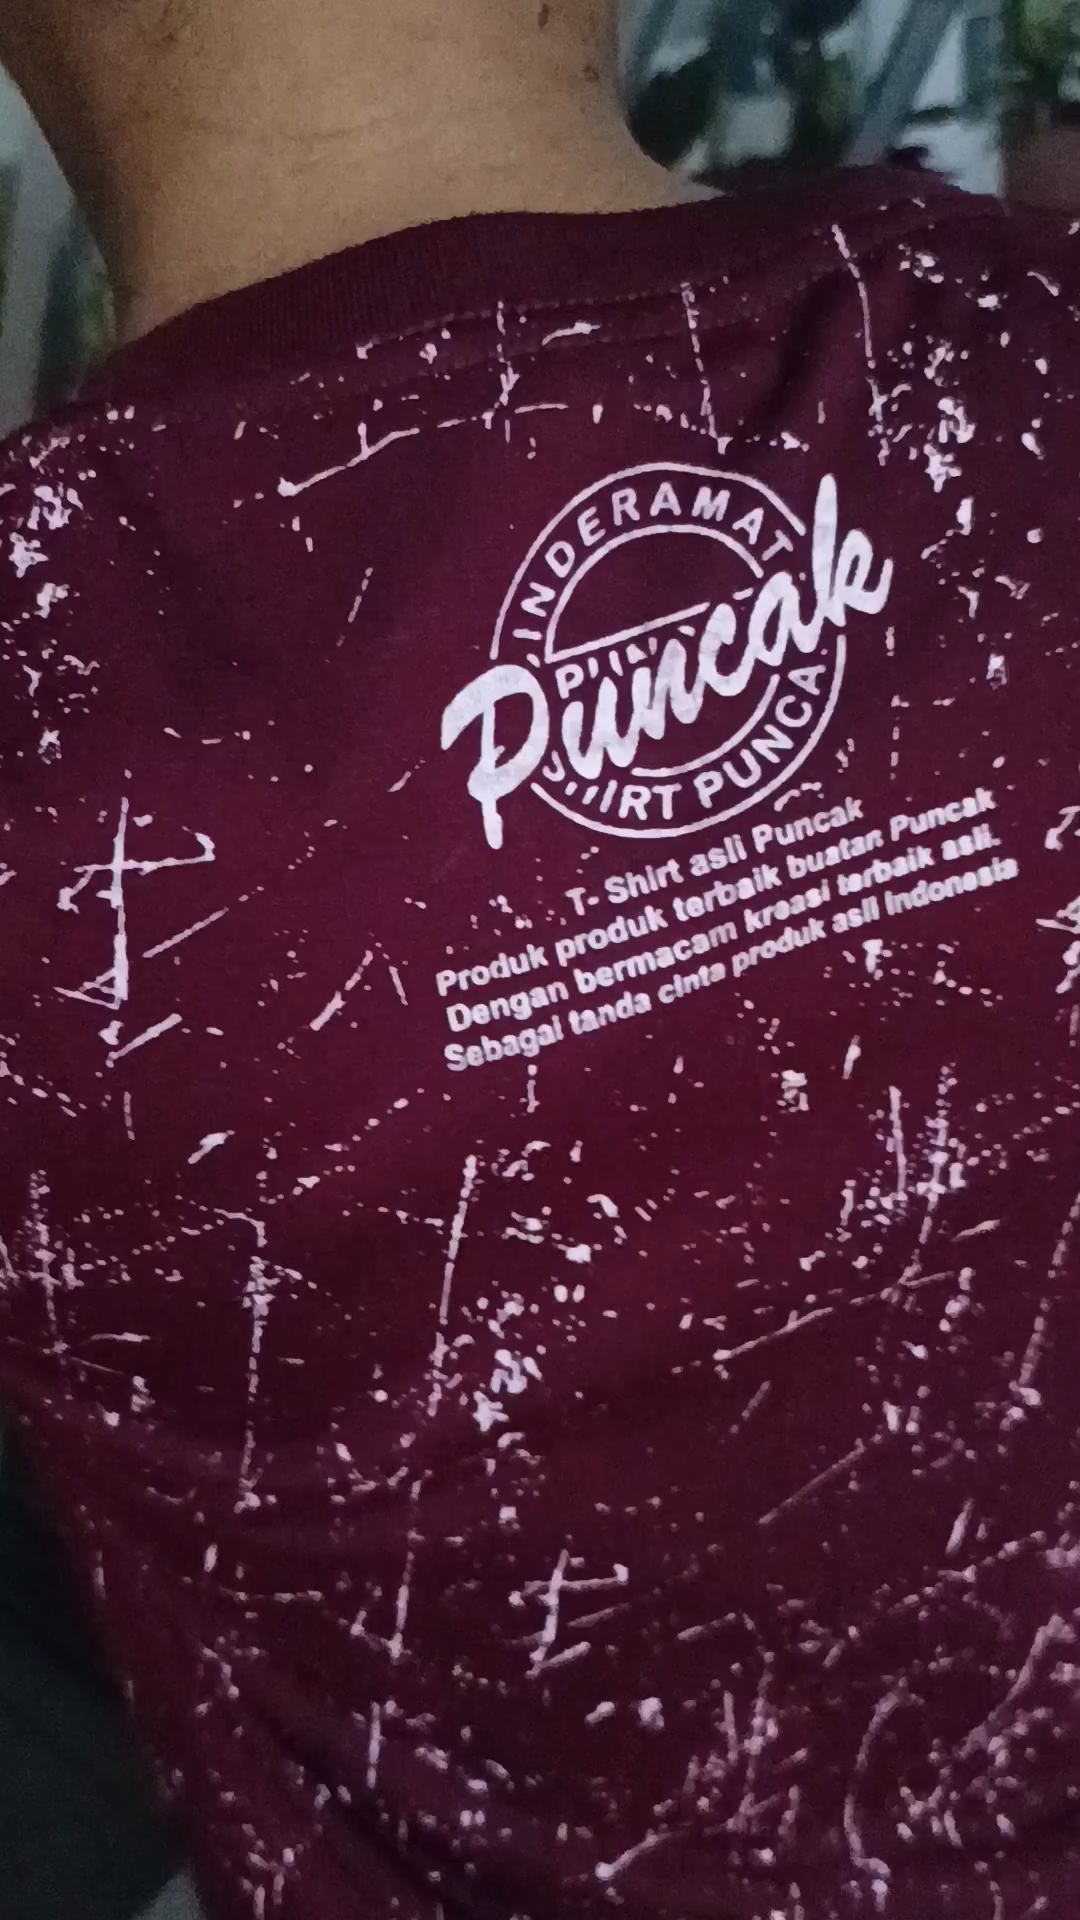 INDERAMAT
Puncak
SHIRT PUNCA
T- Shirt asli Puncak
Produk produk terbaik buatan Puncak
Dengan bermacam kreasi terbaik asli.
Sebagai tanda cinta produk asli Indonesia